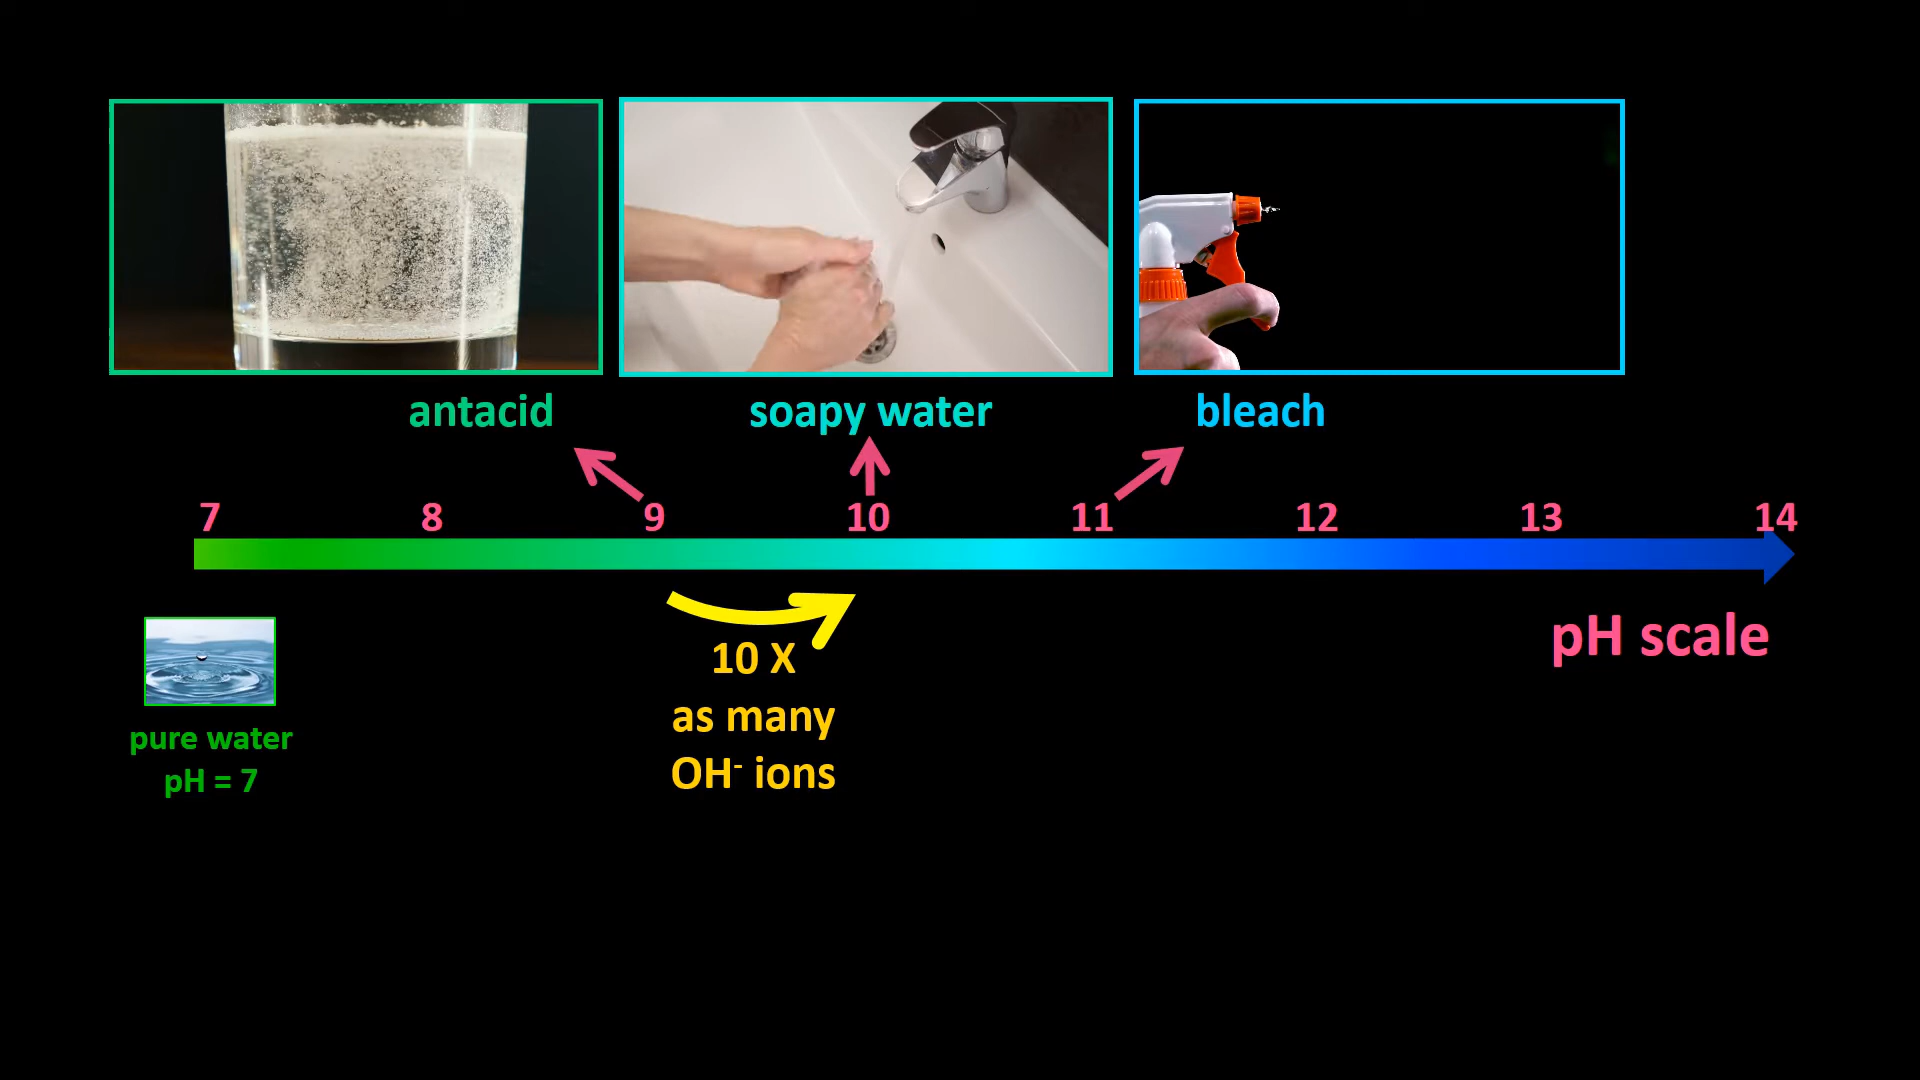 antacid
soapy water
bleach
7 8 9 10 11 12 13 14
10 X
as many
OH⁻ ions
pH scale
pure water
pH = 7